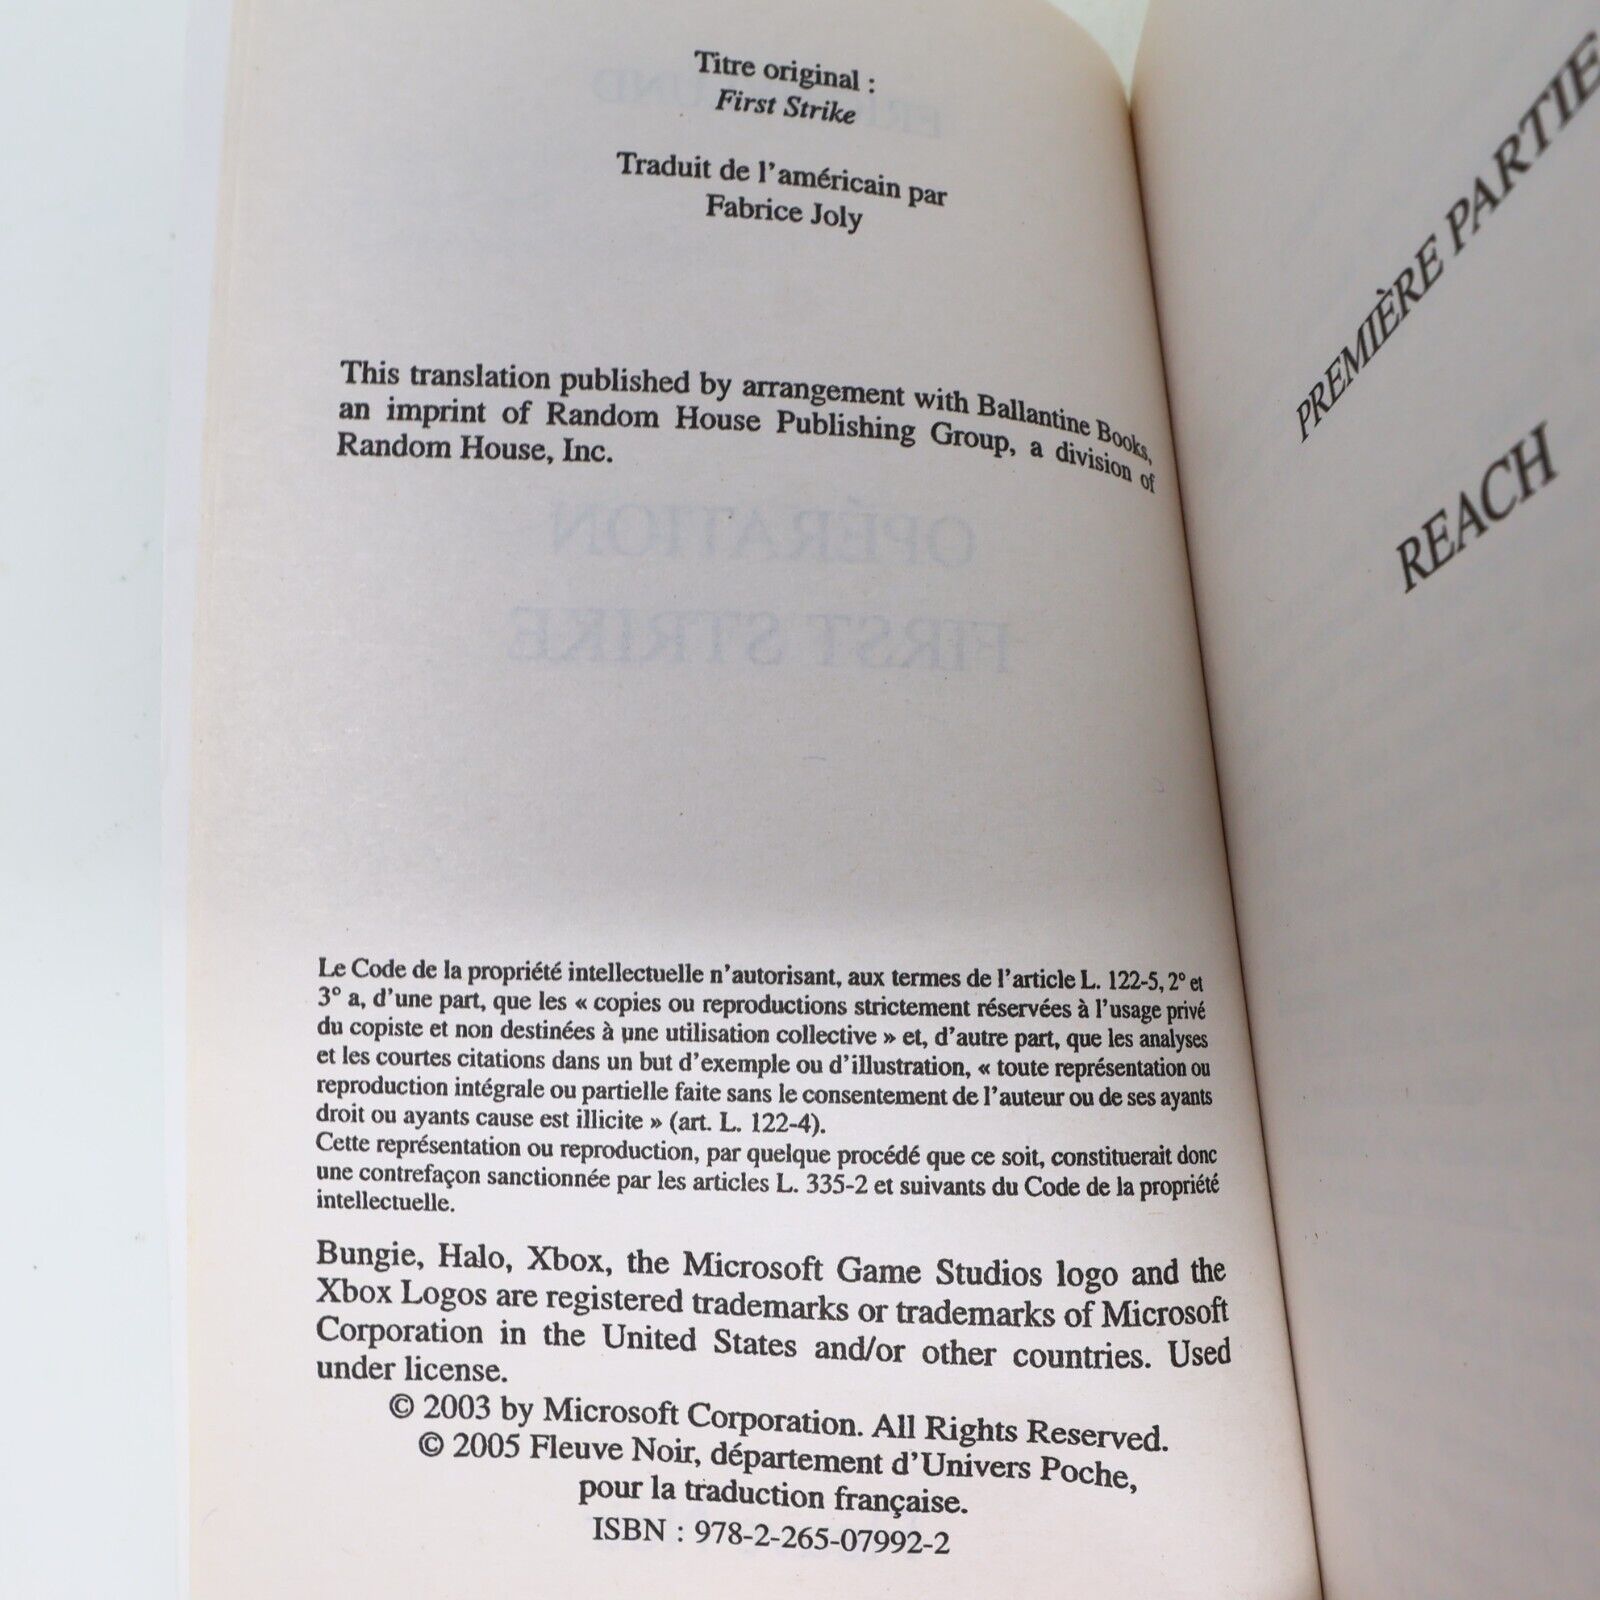 Titre original :
First Strike
Traduit de l'américain par
Fabrice Joly
This translation published by arrangement with Ballantine Books,
an imprint of Random House Publishing Group, a division of
Random House, Inc.
OPÉRATION
FIRST STRIKE
Le Code de la propriété intellectuelle n'autorisant, aux termes de l'article L. 122-5, 2° et
3° a, d'une part, que les « copies ou reproductions strictement réservées à l'usage privé
du copiste et non destinées à une utilisation collective » et, d'autre part, que les analyses
et les courtes citations dans un but d'exemple ou d'illustration, « toute représentation ou
reproduction intégrale ou partielle faite sans le consentement de l'auteur ou de ses ayants
droit ou ayants cause est illicite » (art. L. 122-4).
Cette représentation ou reproduction, par quelque procédé que ce soit, constituerait donc
une contrefaçon sanctionnée par les articles L. 335-2 et suivants du Code de la propriété
intellectuelle.
Bungie, Halo, Xbox, the Microsoft Game Studios logo and the
Xbox Logos are registered trademarks or trademarks of Microsoft
Corporation in the United States and/or other countries. Used
under license.
© 2003 by Microsoft Corporation. All Rights Reserved.
© 2005 Fleuve Noir, département d'Univers Poche,
pour la traduction française.
ISBN : 978-2-265-07992-2
PREMIÈRE PARTIE
REACH